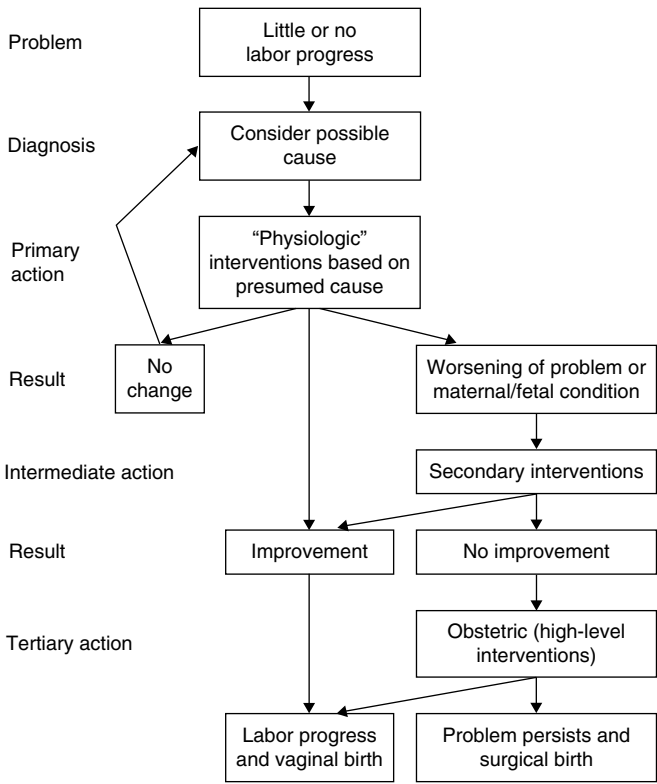 Problem
Little or no
labor progress
Diagnosis
Consider possible
cause
Primary
action
“Physiologic”
interventions based on
presumed cause
Result
No
change
Worsening of problem or
maternal/fetal condition
Intermediate action
Secondary interventions
Result
Improvement
No improvement
Tertiary action
Obstetric (high-level
interventions)
Labor progress
and vaginal birth
Problem persists and
surgical birth